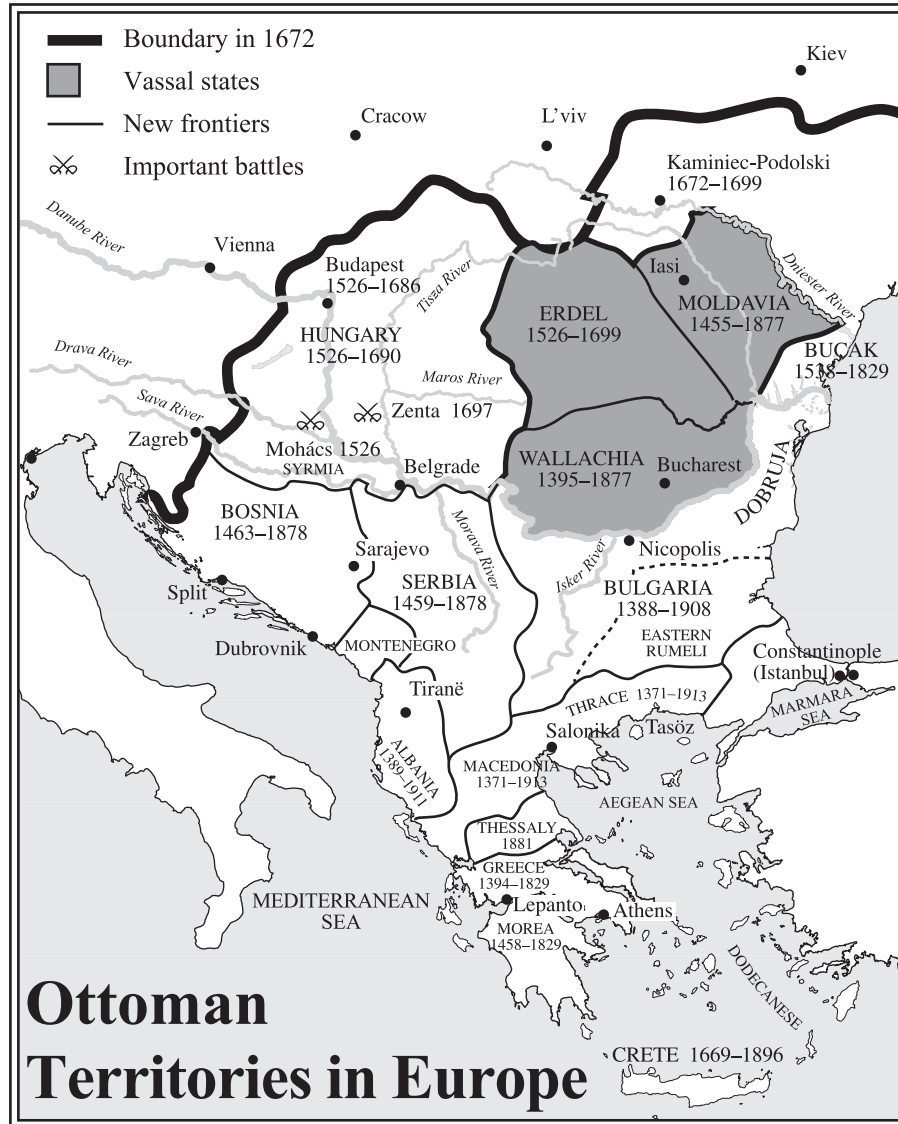 Boundary in 1672
Vassal states
New frontiers
Important battles
Kiev
Cracow
L'viv
Kaminiec-Podolski
1672–1699
Danube River
Vienna
Budapest
1526–1686
Tisza River
Iasi
Dniester River
HUNGARY
1526–1690
ERDEL
1526–1699
MOLDAVIA
1455–1877
BUÇAK
1538–1829
Drava River
Maros River
Sava River
Zenta 1697
Zagreb
Mohács 1526
SYRMIA
Belgrade
WALLACHIA
1395–1877
Bucharest
DOBRUJA
BOSNIA
1463–1878
Morava River
Sarajevo
Isker River
Nicopolis
SERBIA
1459–1878
BULGARIA
1388–1908
Split
Dubrovnik
MONTENEGRO
EASTERN
RUMELI
Constantinople
(Istanbul)
Tiranë
THRACE 1371–1913
MARMARA
SEA
Salonika
Tasöz
ALBANIA
1389–1911
MACEDONIA
1371–1913
AEGEAN SEA
THESSALY
1881
GREECE
1394–1829
MEDITERRANEAN
SEA
Lepanto
Athens
MOREA
1458–1829
DODECANESE
Ottoman
Territories in Europe
CRETE 1669–1896